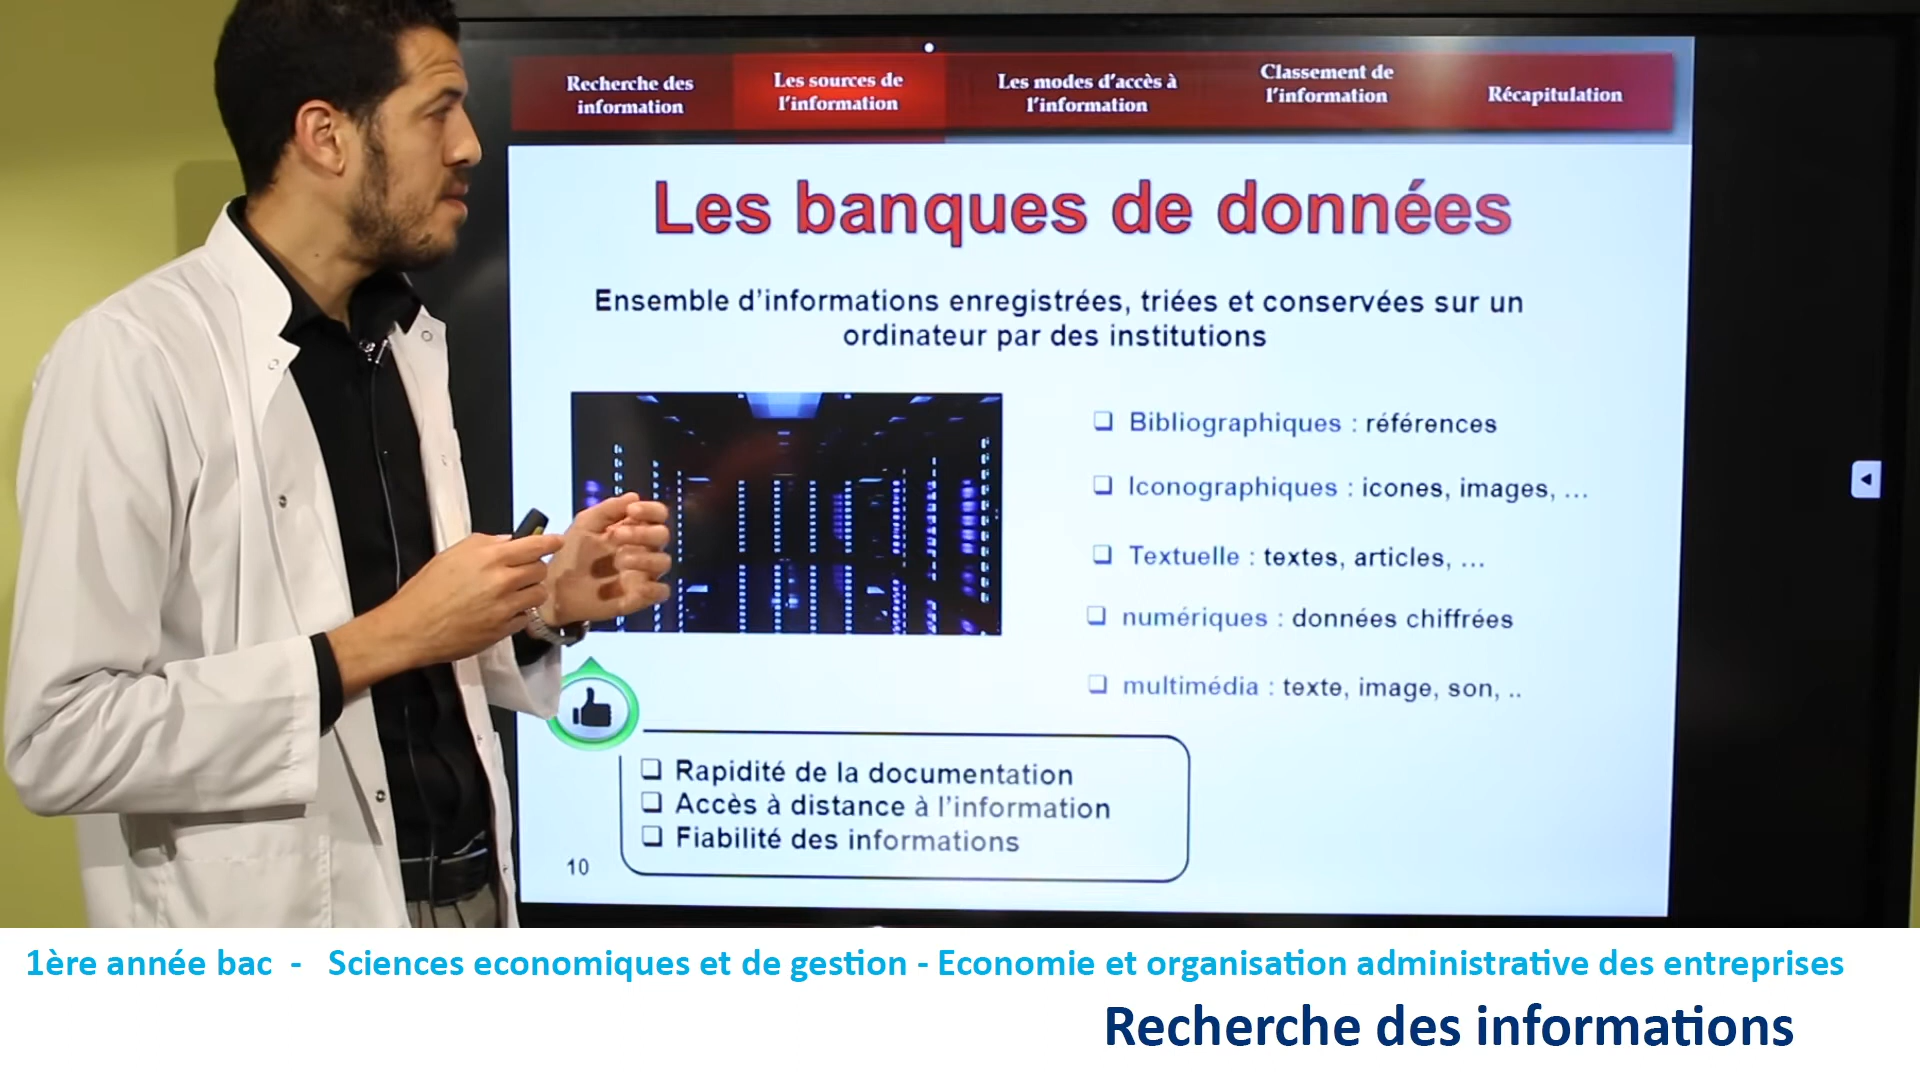 Recherche des
information
Les sources de
l'information
Les modes d'accès à
l'information
Classement de
l'information
Récapitulation
Les banques de données
Ensemble d'informations enregistrées, triées et conservées sur un
ordinateur par des institutions
❑ Bibliographiques : références
❑ Iconographiques : icones, images, ...
❑ Textuelle : textes, articles, ...
❑ numériques : données chiffrées
❑ multimédia : texte, image, son, ..
❑ Rapidité de la documentation
❑ Accès à distance à l'information
❑ Fiabilité des informations
10
1ère année bac - Sciences economiques et de gestion - Economie et organisation administrative des entreprises
Recherche des informations